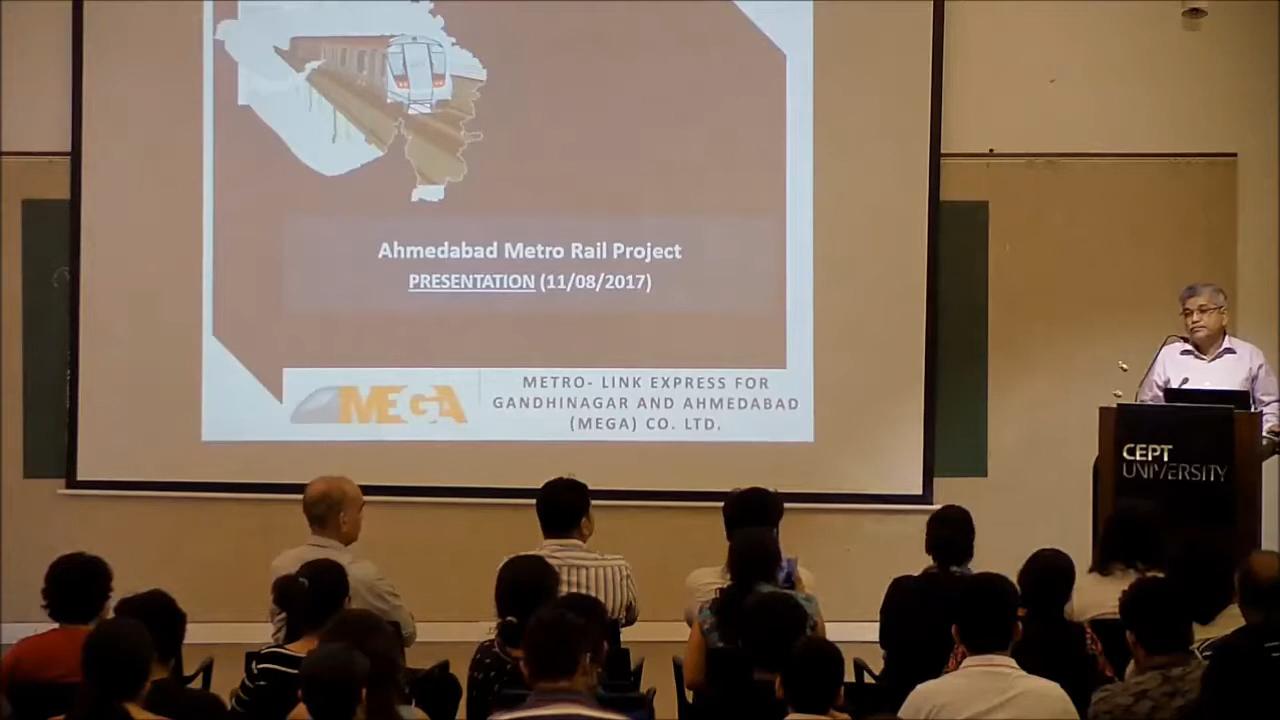 Ahmedabad Metro Rail Project
PRESENTATION (11/08/2017)
MEGA
METRO- LINK EXPRESS FOR
GANDHINAGAR AND AHMEDABAD
(MEGA) CO. LTD.
CEPT
UNIVERSITY